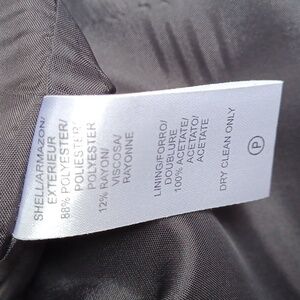 SHELL/ARMAZON/
EXTERIEUR
88% POLYESTER/
POLIESTER/
POLYESTER
12% RAYON/
VISCOSA/
RAYONNE
LINING/FORRO/
DOUBLURE
100% ACETATE/
ACETATO/
ACETATE
DRY CLEAN ONLY
P